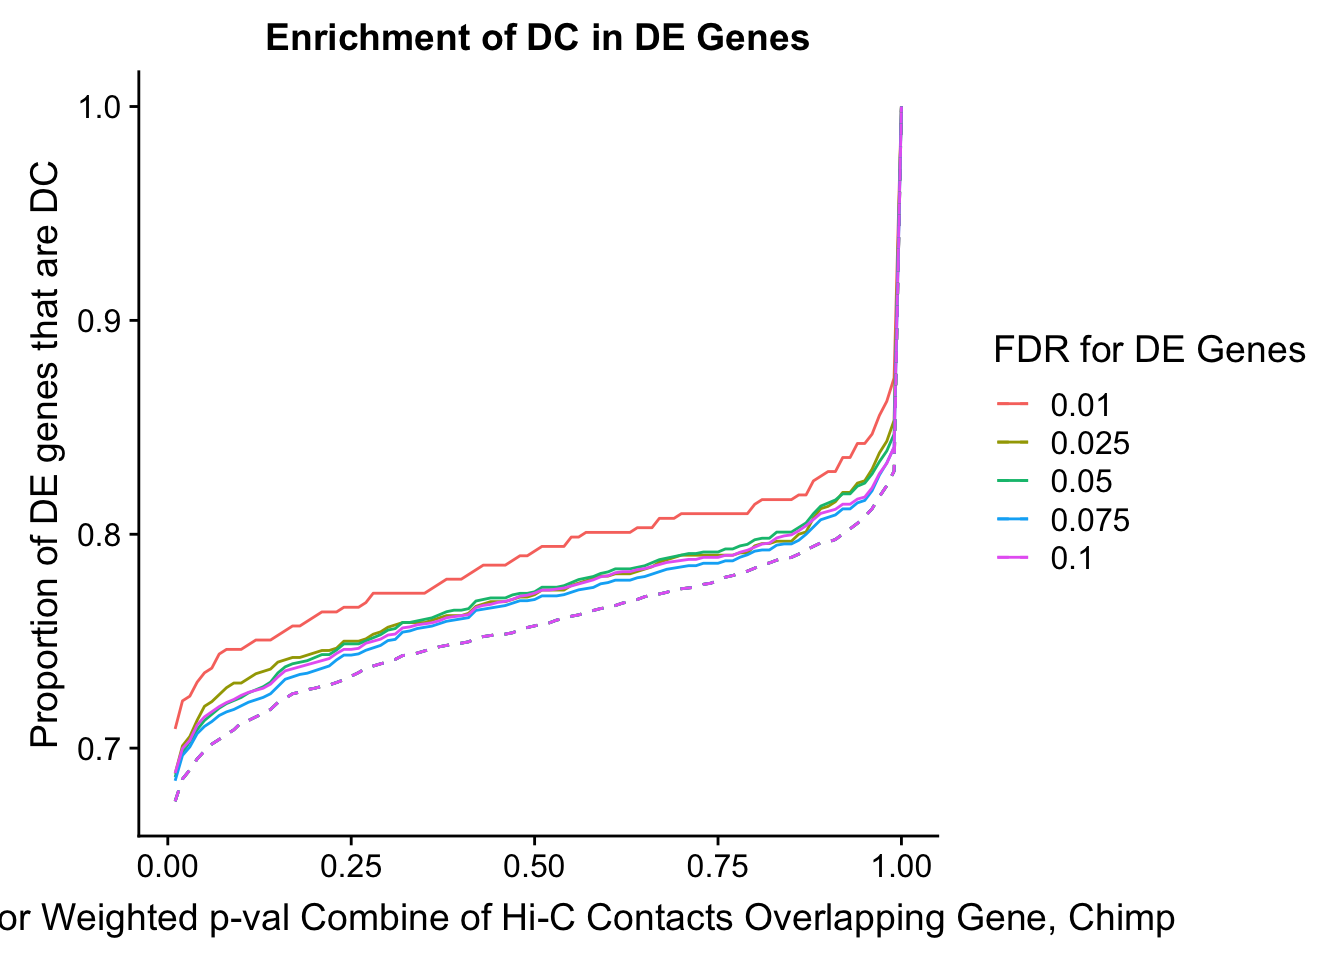 Enrichment of DC in DE Genes
Proportion of DE genes that are DC
1.0
0.9
0.8
0.7
0.00 0.25 0.50 0.75 1.00
or Weighted p-val Combine of Hi-C Contacts Overlapping Gene, Chimp
FDR for DE Genes
0.01
0.025
0.05
0.075
0.1